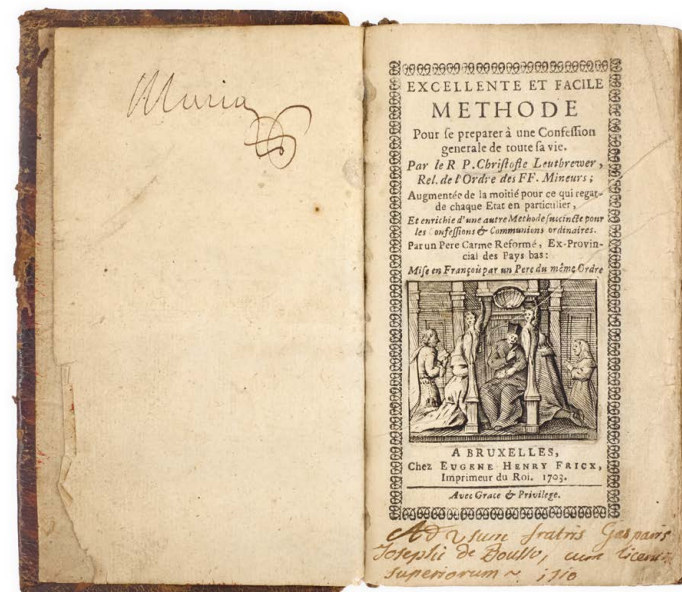 Maria
EXCELLENTE ET FACILE
METHODE
Pour se preparer à une Confession
generale de toute sa vie.
Par le R P. Christofle Leutbrewer,
Rel. de l'Ordre des FF. Mineurs;
Augmentée de la moitié pour ce qui regar-
de chaque Etat en particulier,
Et enrichie d'une autre Methode succincte pour
les Confessions & Communions ordinaires.
Par un Pere Carme Reformé, Ex-Provin-
cial des Pays bas:
Mise en François par un Pere du même Ordre
A BRUXELLES,
Chez EUGENE HENRY FRICX,
Imprimeur du Roi. 1703.
Avec Grace & Privilege.
Ad Usum fratris Gasparis
Josephi de Boussu, cum licentia
superiorum 1710